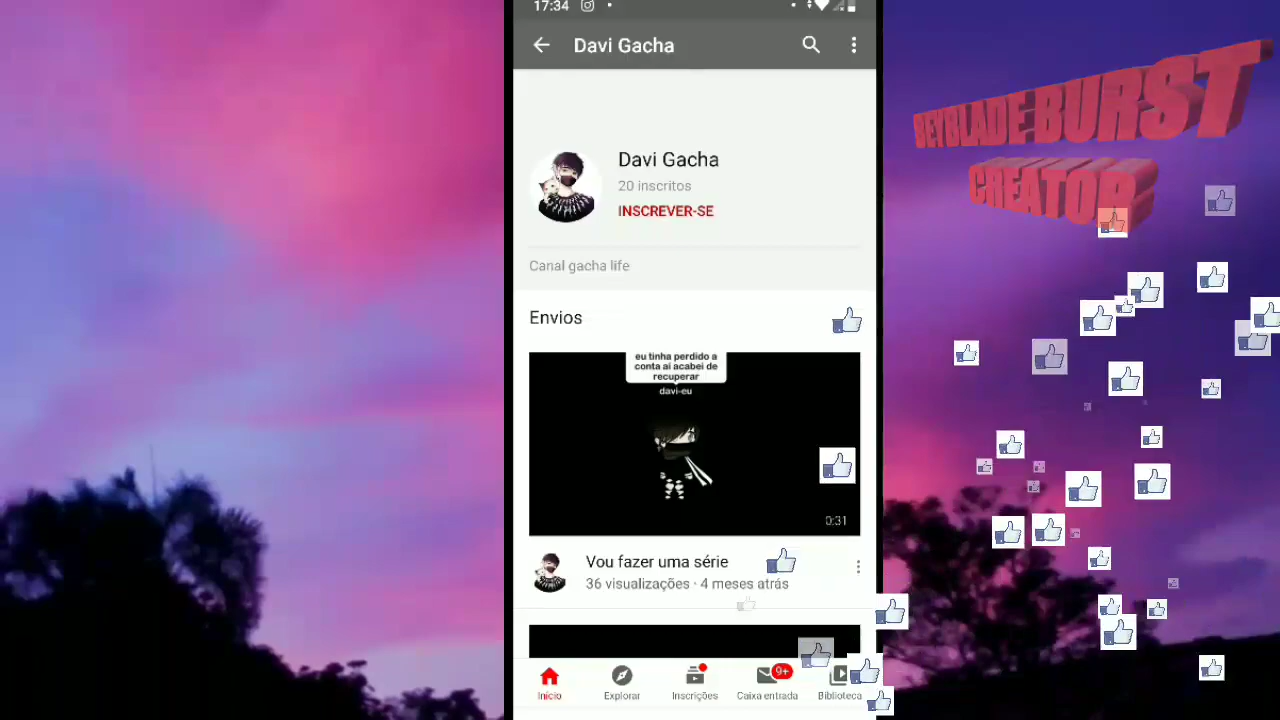 17:34
Davi Gacha
BEYBLADE BURST
CREATOR
Davi Gacha
20 inscritos
INSCREVER-SE
Canal gacha life
Envios
eu tinha perdido a
conta ai acabei de
recuperar
davi-eu
0:31
Vou fazer uma série
36 visualizações · 4 meses atrás
9+
Início
Explorar
Inscrições
Caixa entrada
Biblioteca